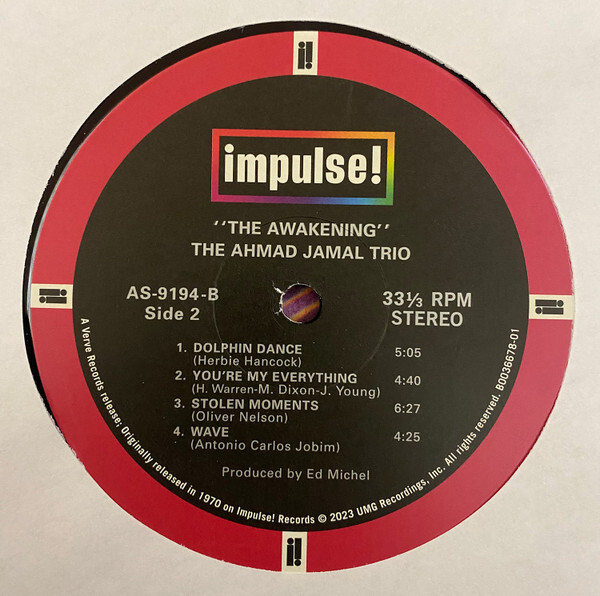 i!
impulse!
"THE AWAKENING"
THE AHMAD JAMAL TRIO
AS-9194-B
Side 2
33⅓ RPM
STEREO
1. DOLPHIN DANCE 5:05
(Herbie Hancock)
2. YOU'RE MY EVERYTHING 4:40
(H. Warren-M. Dixon-J. Young)
3. STOLEN MOMENTS 6:27
(Oliver Nelson)
4. WAVE 4:25
(Antonio Carlos Jobim)
Produced by Ed Michel
A Verve Records release; Originally released in 1970 on Impulse! Records © 2023 UMG Recordings, Inc. All rights reserved. B0036678-01
i!
i!
i!